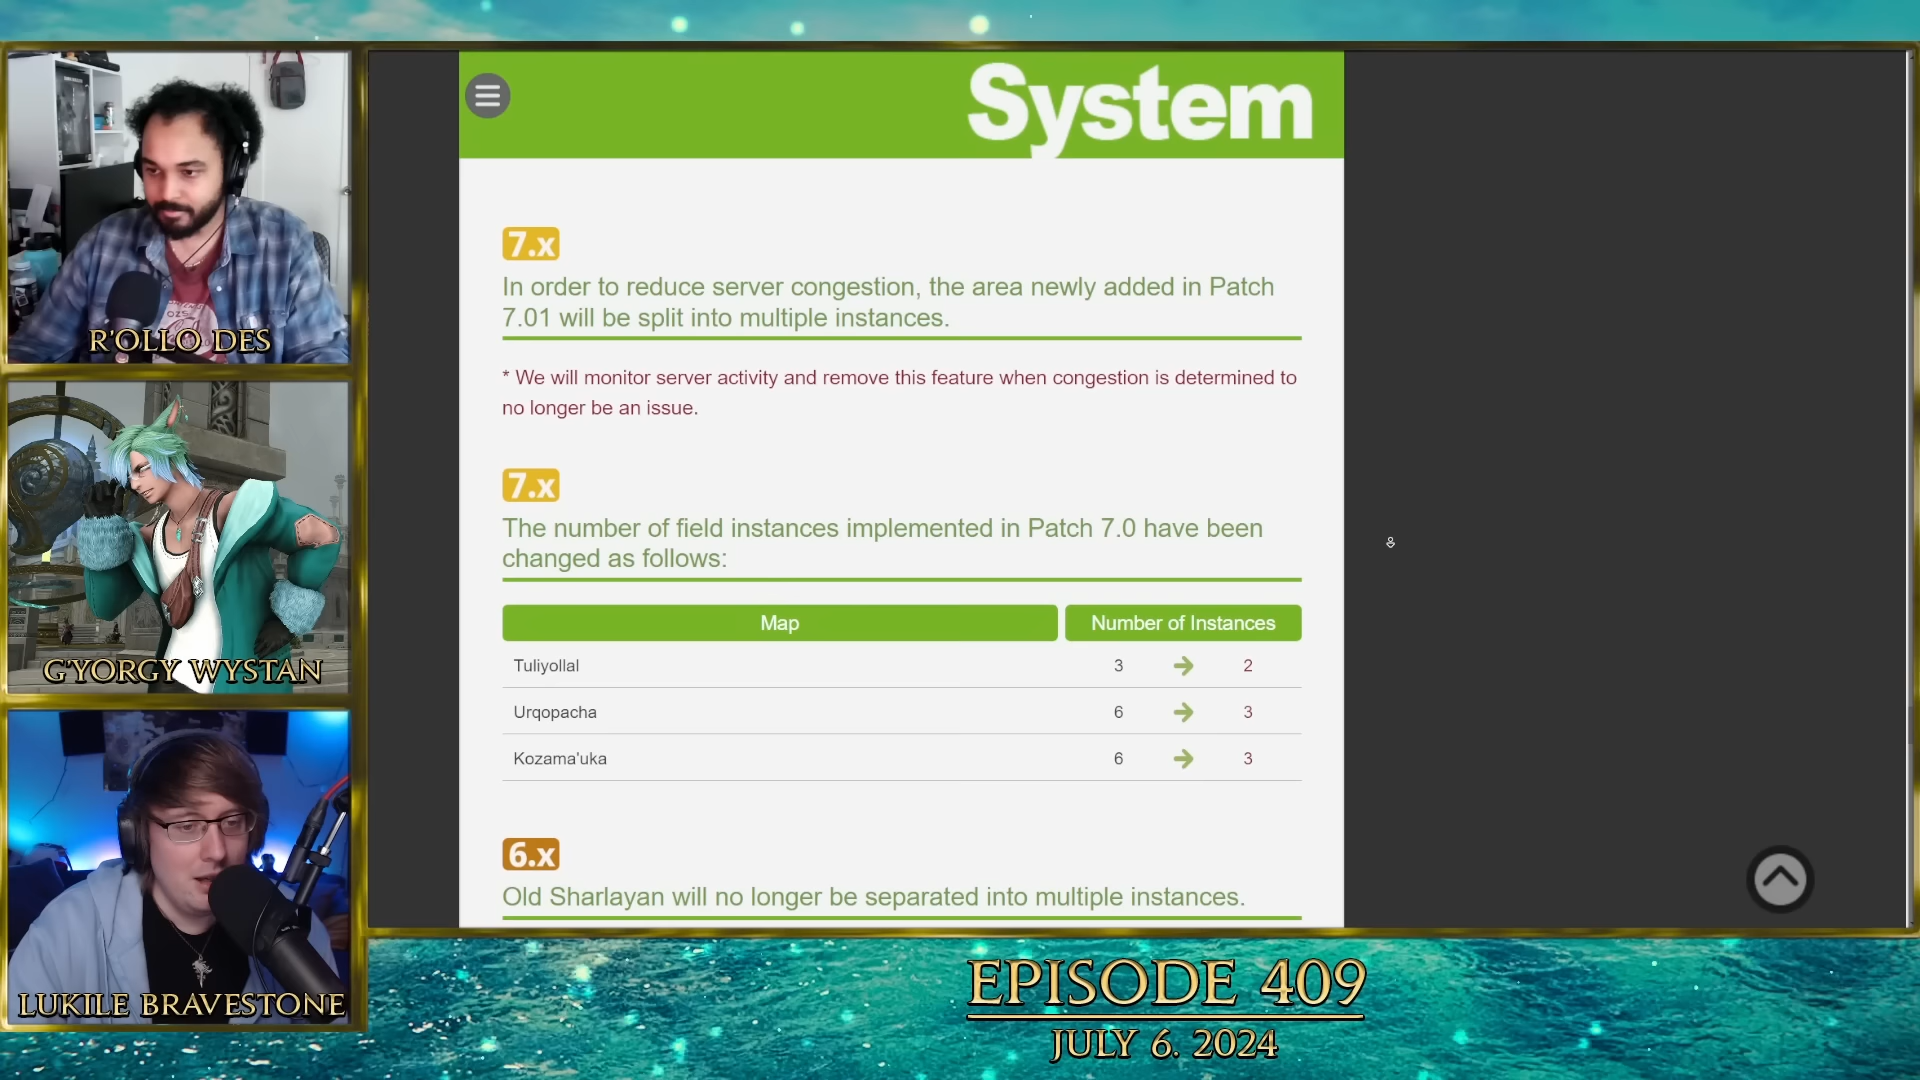 System
7.x
In order to reduce server congestion, the area newly added in Patch
7.01 will be split into multiple instances.
* We will monitor server activity and remove this feature when congestion is determined to
no longer be an issue.
7.x
The number of field instances implemented in Patch 7.0 have been
changed as follows:
Map Number of Instances
Tuliyollal 3 → 2
Urqopacha 6 → 3
Kozama'uka 6 → 3
6.x
Old Sharlayan will no longer be separated into multiple instances.
R'OLLO DES
G'YORGY WYSTAN
LUKILE BRAVESTONE
EPISODE 409
JULY 6. 2024